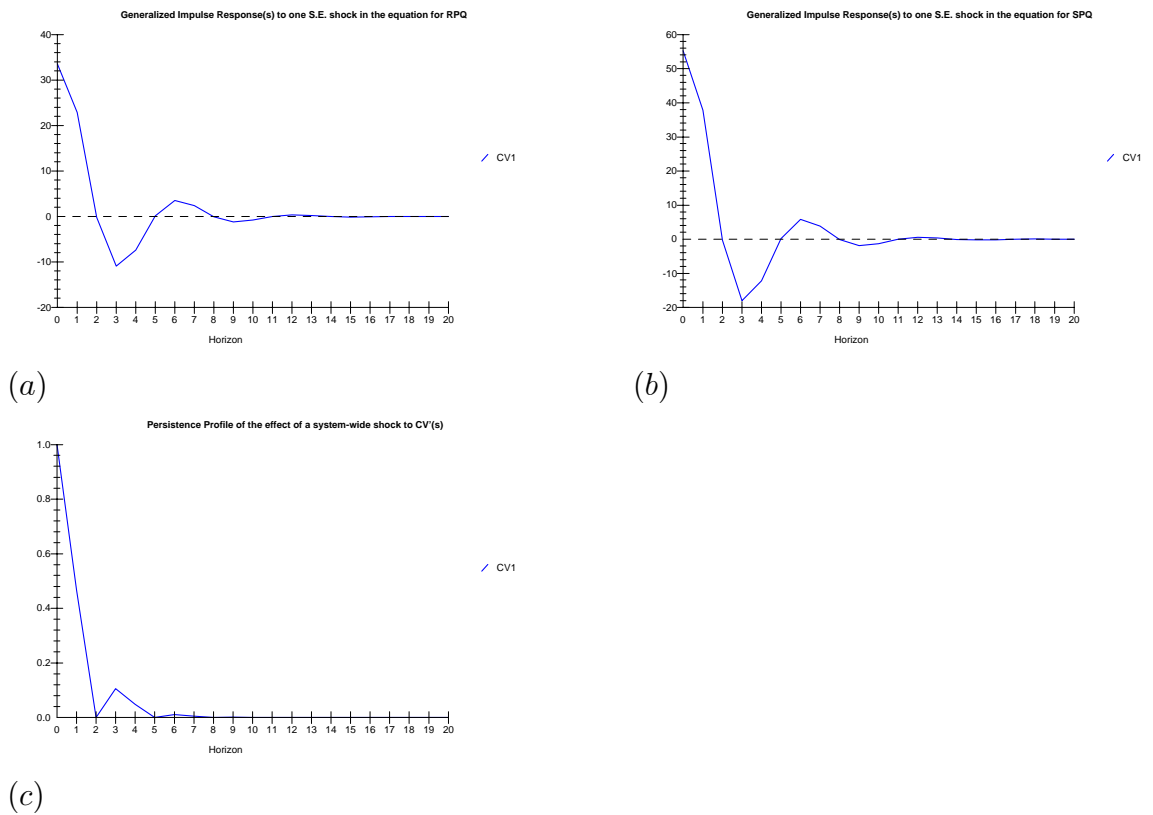 Generalized Impulse Response(s) to one S.E. shock in the equation for RPQ
40
30
20
10
0
-10
-20
0 1 2 3 4 5 6 7 8 9 10 11 12 13 14 15 16 17 18 19 20
Horizon
CV1
(a)
Generalized Impulse Response(s) to one S.E. shock in the equation for SPQ
60
50
40
30
20
10
0
-10
-20
0 1 2 3 4 5 6 7 8 9 10 11 12 13 14 15 16 17 18 19 20
Horizon
CV1
(b)
Persistence Profile of the effect of a system-wide shock to CV'(s)
1.0
0.8
0.6
0.4
0.2
0.0
0 1 2 3 4 5 6 7 8 9 10 11 12 13 14 15 16 17 18 19 20
Horizon
CV1
(c)